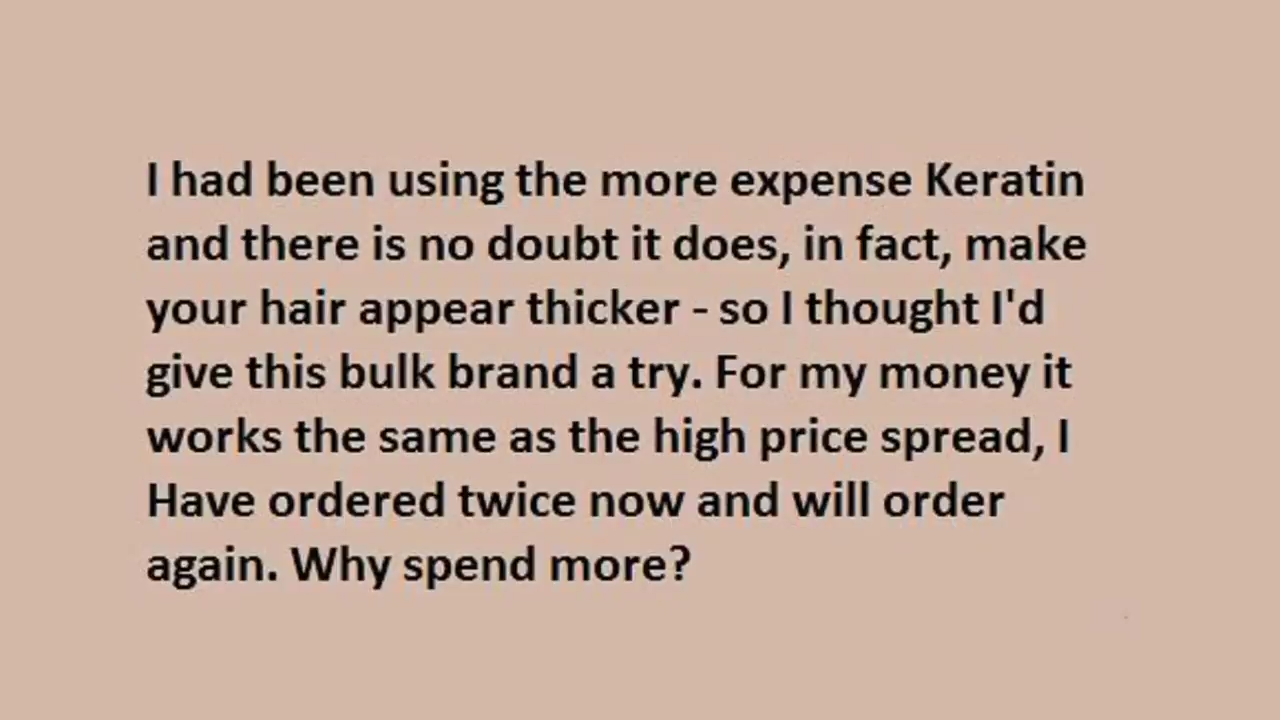 I had been using the more expense Keratin
and there is no doubt it does, in fact, make
your hair appear thicker - so I thought I'd
give this bulk brand a try. For my money it
works the same as the high price spread, I
Have ordered twice now and will order
again. Why spend more?